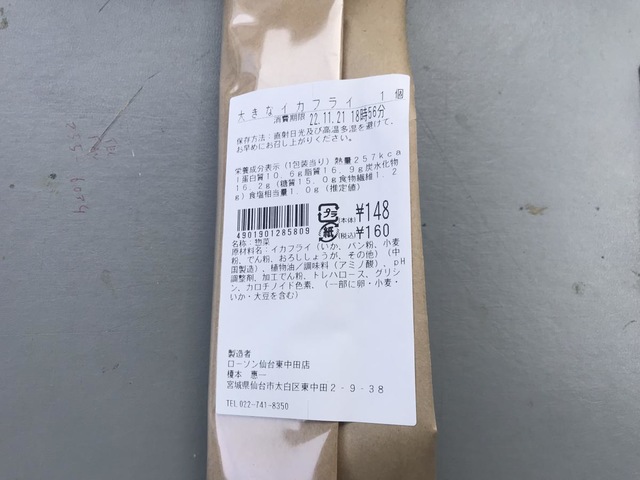 大きなイカフライ　1個
消費期限 22.11.21 18時56分
保存方法：直射日光及び高温多湿を避けて、
お早めにお召し上がりください。
栄養成分表示（1包装当り）熱量257kca
l蛋白質10.6g脂質16.9g炭水化物
16.2g（糖質15.0g食物繊維1.2
g）食塩相当量1.0g（推定値）
プラ (本体) ¥148
紙 (税込) ¥160
4901901285809
名称：惣菜
原材料名：イカフライ（いか、パン粉、小麦
粉、でん粉、おろししょうが、その他）（中
国製造）、植物油／調味料（アミノ酸）、pH
調整剤、加工でん粉、トレハロース、グリシ
ン、カロチノイド色素、（一部に卵・小麦・
いか・大豆を含む）
製造者
ローソン仙台東中田店
榎本　惠一
宮城県仙台市太白区東中田2－9－38
TEL 022-741-8350